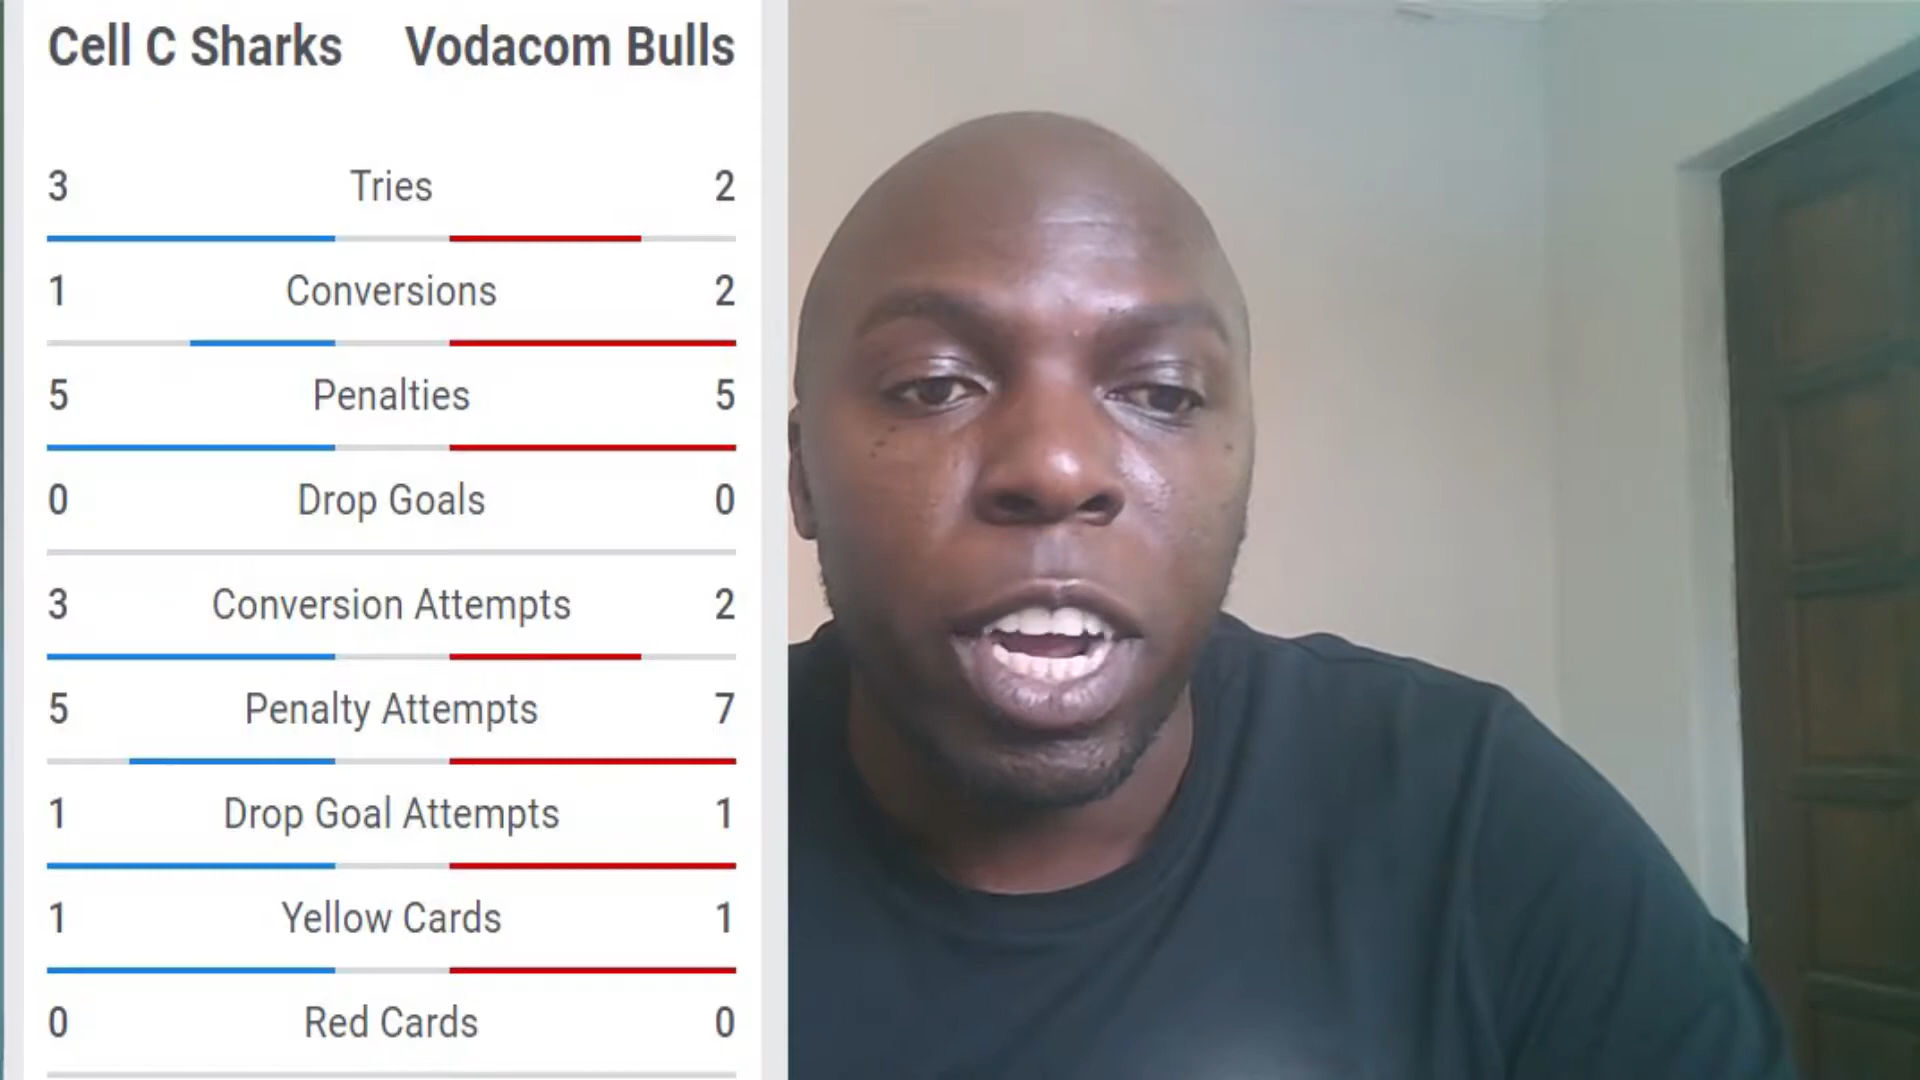 Cell C Sharks Vodacom Bulls
3 Tries 2
1 Conversions 2
5 Penalties 5
0 Drop Goals 0
3 Conversion Attempts 2
5 Penalty Attempts 7
1 Drop Goal Attempts 1
1 Yellow Cards 1
0 Red Cards 0